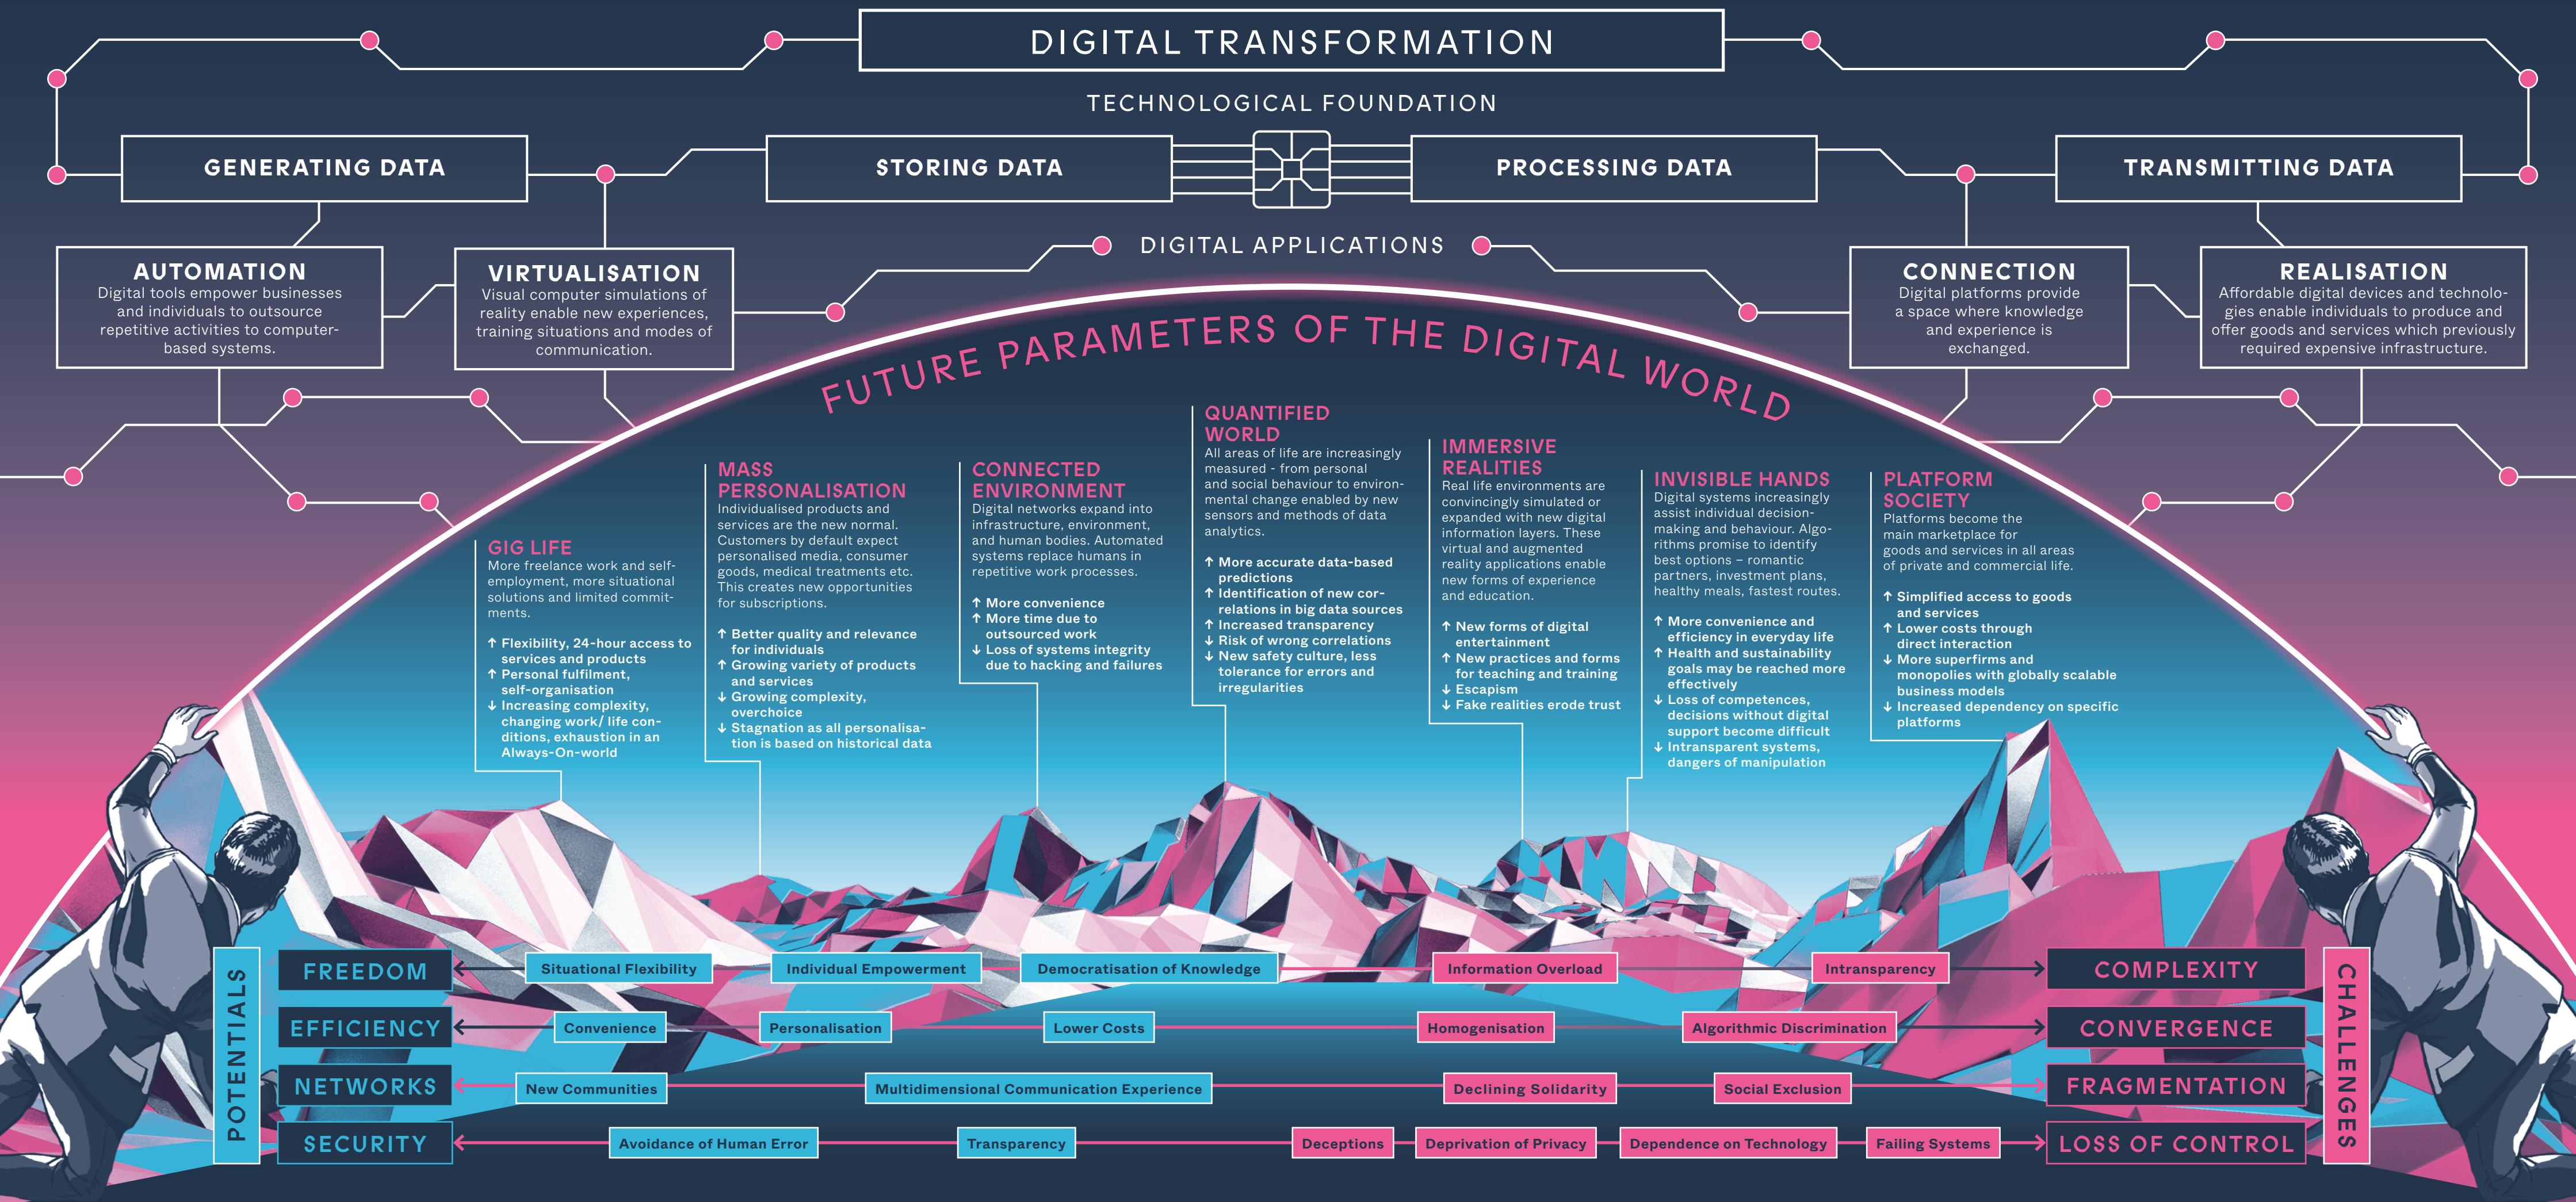 DIGITAL TRANSFORMATION
TECHNOLOGICAL FOUNDATION
GENERATING DATA
STORING DATA
PROCESSING DATA
TRANSMITTING DATA
DIGITAL APPLICATIONS
AUTOMATION
Digital tools empower businesses
and individuals to outsource
repetitive activities to computer-
based systems.
VIRTUALISATION
Visual computer simulations of
reality enable new experiences,
training situations and modes of
communication.
CONNECTION
Digital platforms provide
a space where knowledge
and experience is
exchanged.
REALISATION
Affordable digital devices and technolo-
gies enable individuals to produce and
offer goods and services which previously
required expensive infrastructure.
FUTURE PARAMETERS OF THE DIGITAL WORLD
GIG LIFE
More freelance work and self-
employment, more situational
solutions and limited commit-
ments.
↑ Flexibility, 24-hour access to
services and products
↑ Personal fulfilment,
self-organisation
↓ Increasing complexity,
changing work/ life con-
ditions, exhaustion in an
Always-On-world
MASS
PERSONALISATION
Individualised products and
services are the new normal.
Customers by default expect
personalised media, consumer
goods, medical treatments etc.
This creates new opportunities
for subscriptions.
↑ Better quality and relevance
for individuals
↑ Growing variety of products
and services
↓ Growing complexity,
overchoice
↓ Stagnation as all personalisa-
tion is based on historical data
CONNECTED
ENVIRONMENT
Digital networks expand into
infrastructure, environment,
and human bodies. Automated
systems replace humans in
repetitive work processes.
↑ More convenience
↑ More time due to
outsourced work
↓ Loss of systems integrity
due to hacking and failures
QUANTIFIED
WORLD
All areas of life are increasingly
measured - from personal
and social behaviour to environ-
mental change enabled by new
sensors and methods of data
analytics.
↑ More accurate data-based
predictions
↑ Identification of new cor-
relations in big data sources
↑ Increased transparency
↓ Risk of wrong correlations
↓ New safety culture, less
tolerance for errors and
irregularities
IMMERSIVE
REALITIES
Real life environments are
convincingly simulated or
expanded with new digital
information layers. These
virtual and augmented
reality applications enable
new forms of experience
and education.
↑ New forms of digital
entertainment
↑ New practices and forms
for teaching and training
↓ Escapism
↓ Fake realities erode trust
INVISIBLE HANDS
Digital systems increasingly
assist individual decision-
making and behaviour. Algo-
rithms promise to identify
best options – romantic
partners, investment plans,
healthy meals, fastest routes.
↑ More convenience and
efficiency in everyday life
↑ Health and sustainability
goals may be reached more
effectively
↓ Loss of competences,
decisions without digital
support become difficult
↓ Intransparent systems,
dangers of manipulation
PLATFORM
SOCIETY
Platforms become the
main marketplace for
goods and services in all areas
of private and commercial life.
↑ Simplified access to goods
and services
↑ Lower costs through
direct interaction
↓ More superfirms and
monopolies with globally scalable
business models
↓ Increased dependency on specific
platforms
POTENTIALS
FREEDOM
Situational Flexibility
Individual Empowerment
Democratisation of Knowledge
Information Overload
Intransparency
COMPLEXITY
EFFICIENCY
Convenience
Personalisation
Lower Costs
Homogenisation
Algorithmic Discrimination
CONVERGENCE
NETWORKS
New Communities
Multidimensional Communication Experience
Declining Solidarity
Social Exclusion
FRAGMENTATION
SECURITY
Avoidance of Human Error
Transparency
Deceptions
Deprivation of Privacy
Dependence on Technology
Failing Systems
LOSS OF CONTROL
CHALLENGES